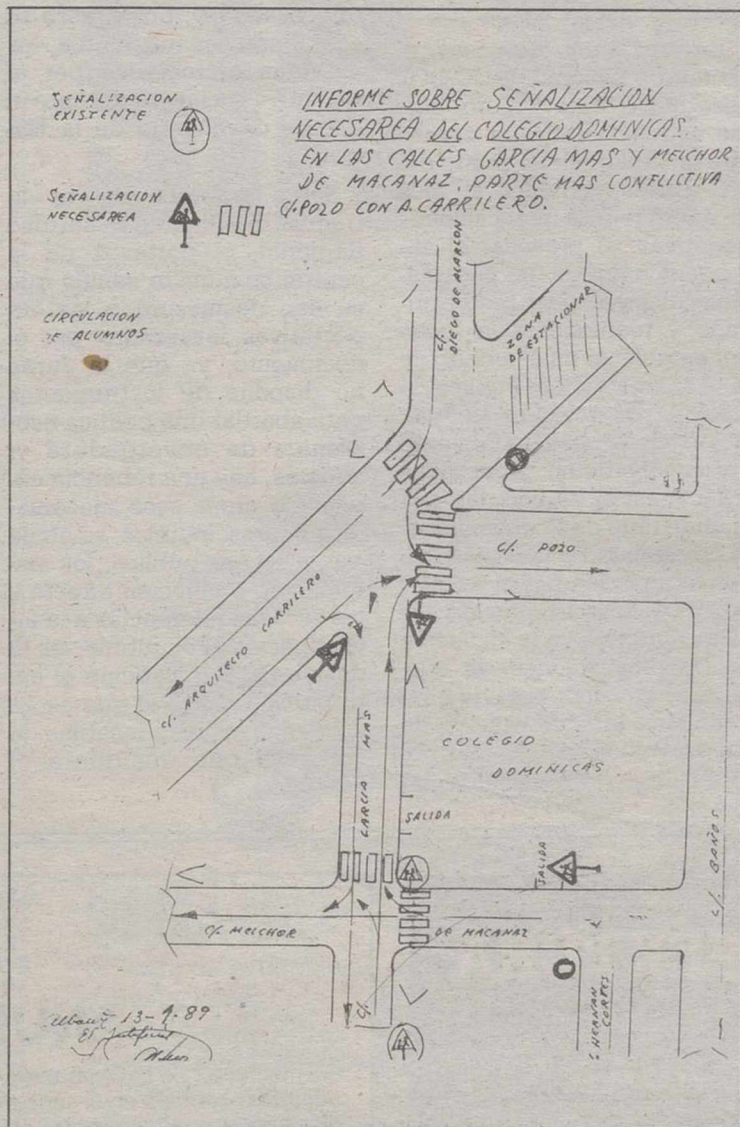 SEÑALIZACION
EXISTENTE
INFORME SOBRE SEÑALIZACION
NECESAREA DEL COLEGIO DOMINICAS.
EN LAS CALLES GARCIA MAS Y MELCHOR
DE MACANAZ, PARTE MAS CONFLICTIVA
C/. POZO CON A. CARRILERO.
SEÑALIZACION
NECESAREA
CIRCULACION
DE ALUMNOS
C/.
DIEGO DE ALARCON
ZONA
DE ESTACIONAR
C/. POZO
C/. ARQUITECTO CARRILERO
GARCIA MAS
COLEGIO
DOMINICAS
SALIDA
SALIDA
C/. BAÑOS
C/. MELCHOR
DE MACANAZ
C/.
C. HERNAN
CORTES
13-9-89
El